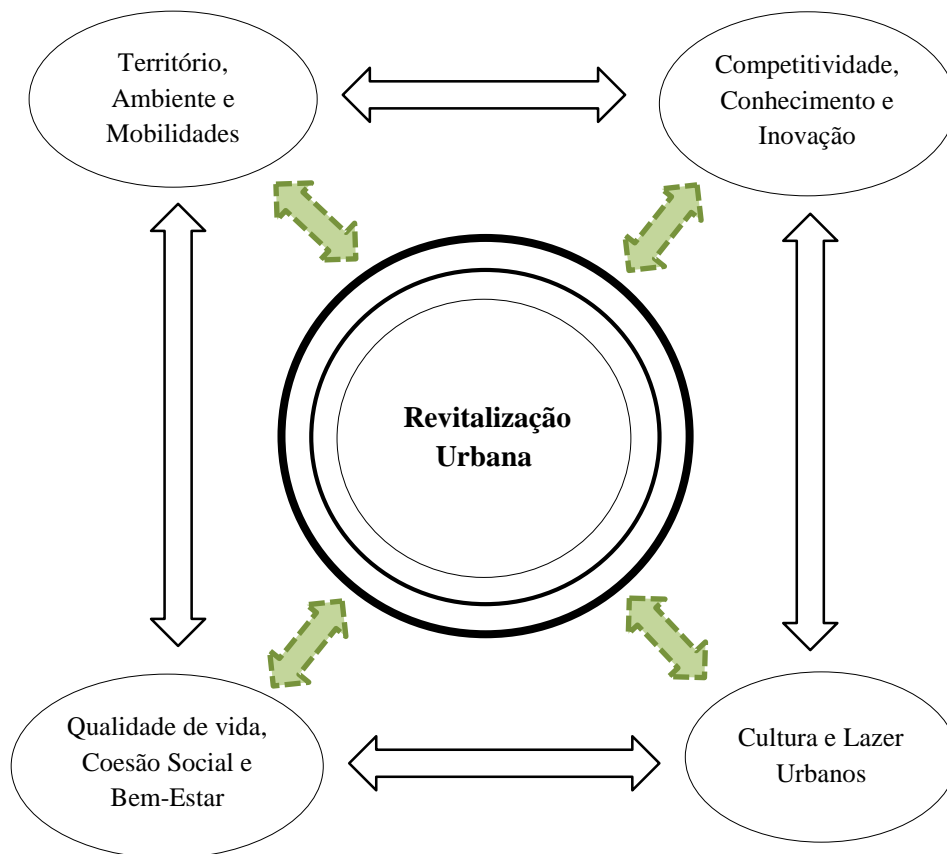 Território,
Ambiente e
Mobilidades
Competitividade,
Conhecimento e
Inovação
Revitalização
Urbana
Qualidade de vida,
Coesão Social e
Bem-Estar
Cultura e Lazer
Urbanos